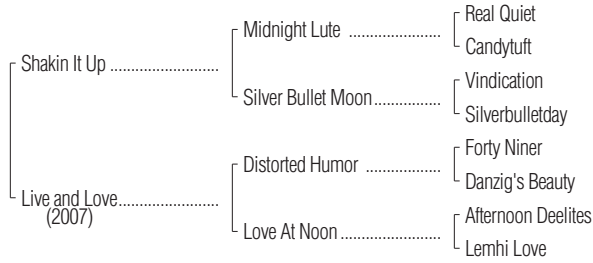 Real Quiet
Midnight Lute ....................
Candytuft
Shakin It Up ........................
Vindication
Silver Bullet Moon...............
Silverbulletday
Forty Niner
Distorted Humor ................
Danzig's Beauty
Live and Love......................
(2007)
Afternoon Deelites
Love At Noon......................
Lemhi Love